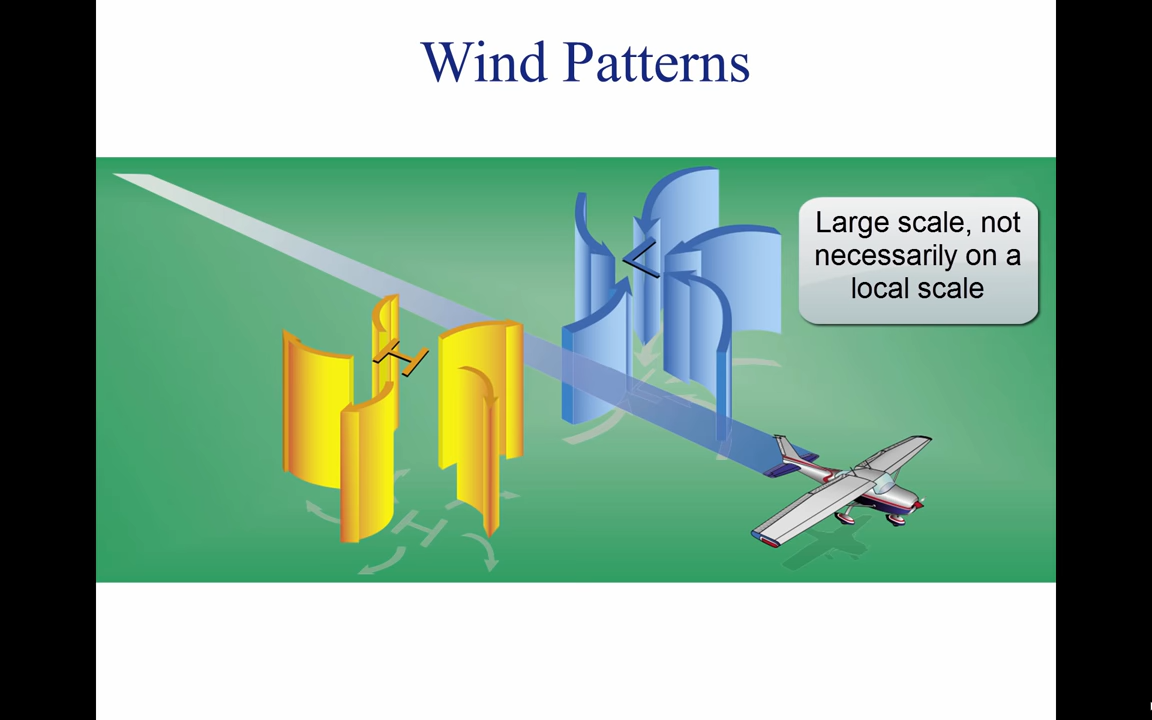 Wind Patterns
Large scale, not
necessarily on a
local scale
L
H
H